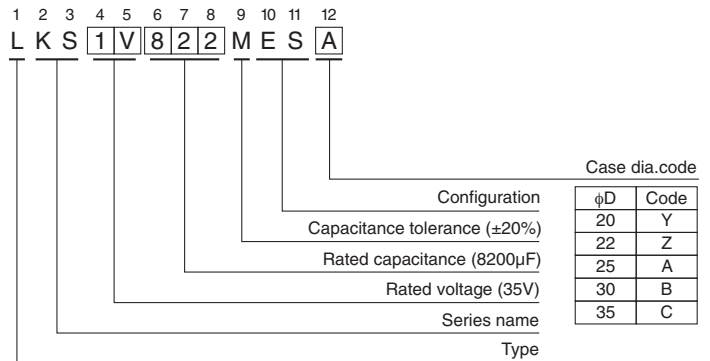 1 2 3 4 5 6 7 8 9 10 11 12
L K S 1 V 8 2 2 M E S A
Case dia.code
Configuration
Capacitance tolerance (±20%)
Rated capacitance (8200µF)
Rated voltage (35V)
Series name
Type
ϕD Code
20 Y
22 Z
25 A
30 B
35 C